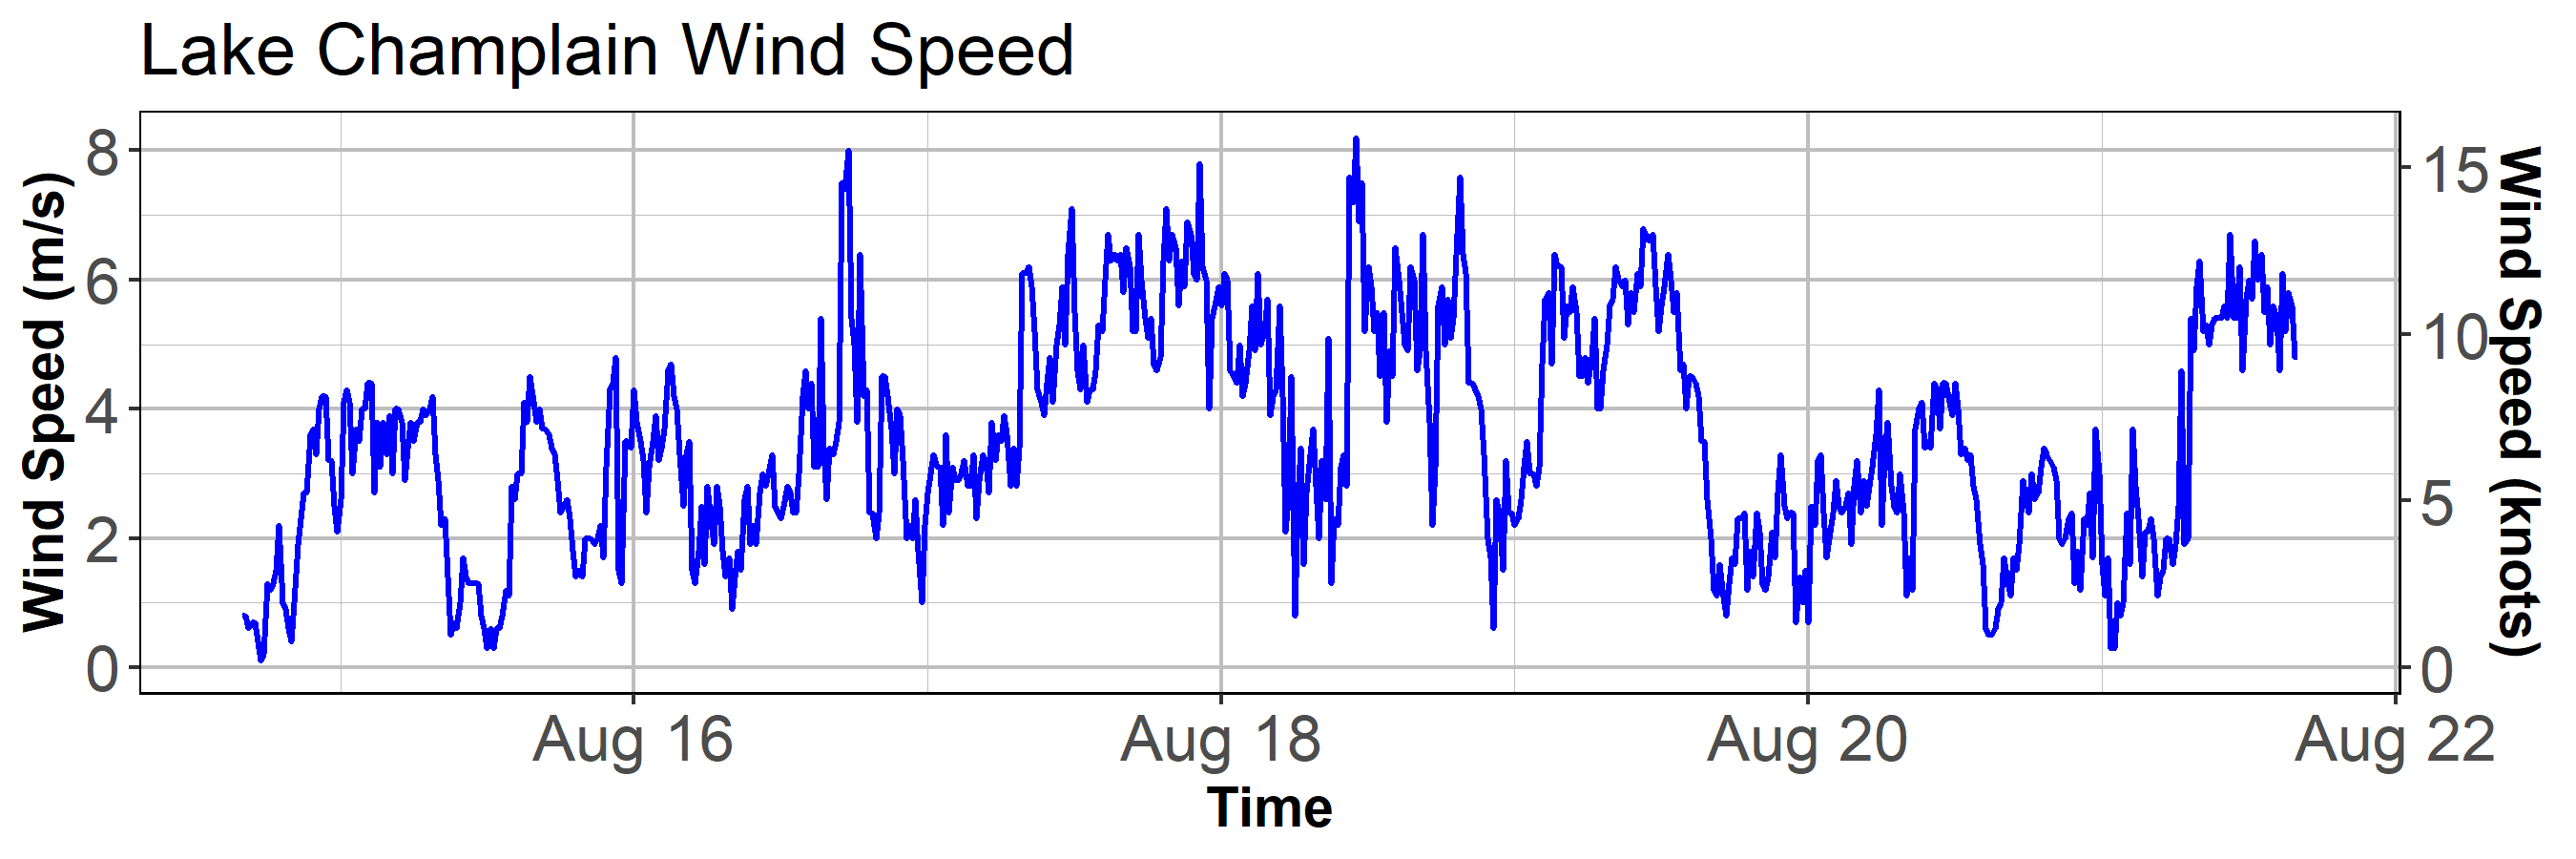 Lake Champlain Wind Speed
Wind Speed (m/s)
8
6
4
2
0
15
10
5
0
Wind Speed (knots)
Aug 16
Aug 18
Aug 20
Aug 22
Time